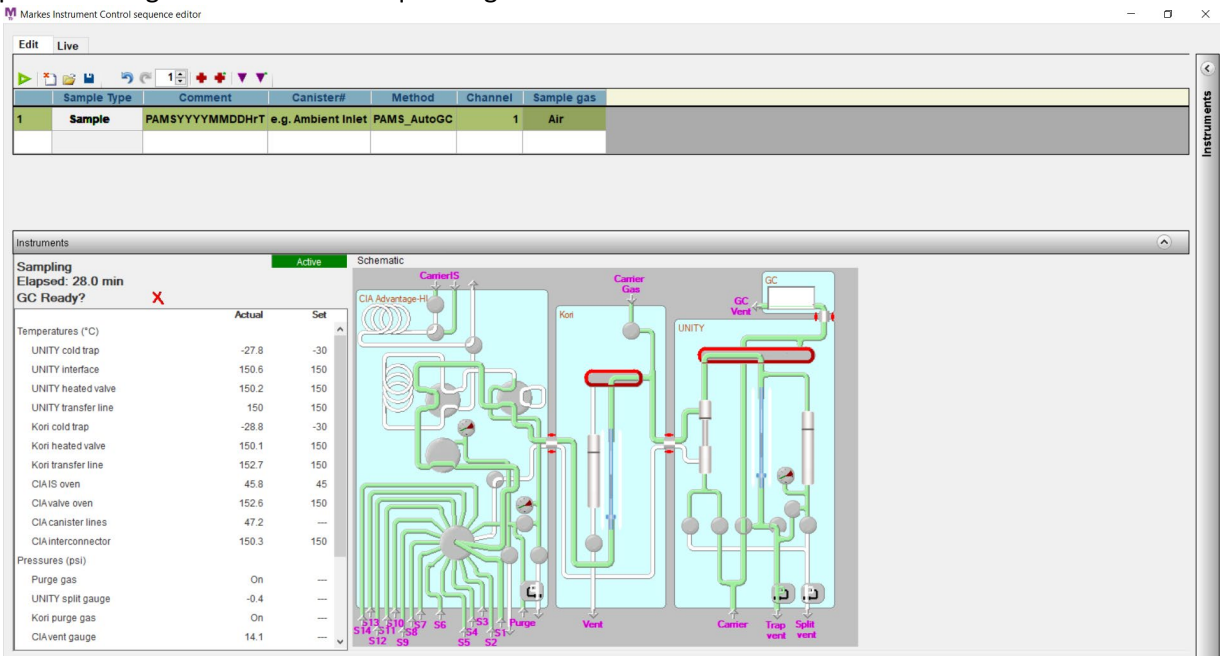 Markes Instrument Control sequence editor
Edit Live
1
Sample Type Comment Canister# Method Channel Sample gas
1 Sample PAMSYYYYMMDDHrT e.g. Ambient Inlet PAMS_AutoGC 1 Air
Instruments
Instruments
Sampling Active
Elapsed: 28.0 min
GC Ready? X
Actual Set
Temperatures (°C)
UNITY cold trap -27.8 -30
UNITY interface 150.6 150
UNITY heated valve 150.2 150
UNITY transfer line 150 150
Kori cold trap -28.8 -30
Kori heated valve 150.1 150
Kori transfer line 152.7 150
CIA IS oven 45.8 45
CIA valve oven 152.6 150
CIA canister lines 47.2 ---
CIA interconnector 150.3 150
Pressures (psi)
Purge gas On ---
UNITY split gauge -0.4 ---
Kori purge gas On ---
CIA vent gauge 14.1 ---
Schematic
CarrierIS
CIA Advantage-HL
Carrier
Gas
Kori
UNITY
GC
GC
Vent
S14 S13 S12 S11 S10 S9 S8 S7 S6 S5 S4 S3 S2 S1 Purge
Vent
Carrier
Trap
vent
Split
vent